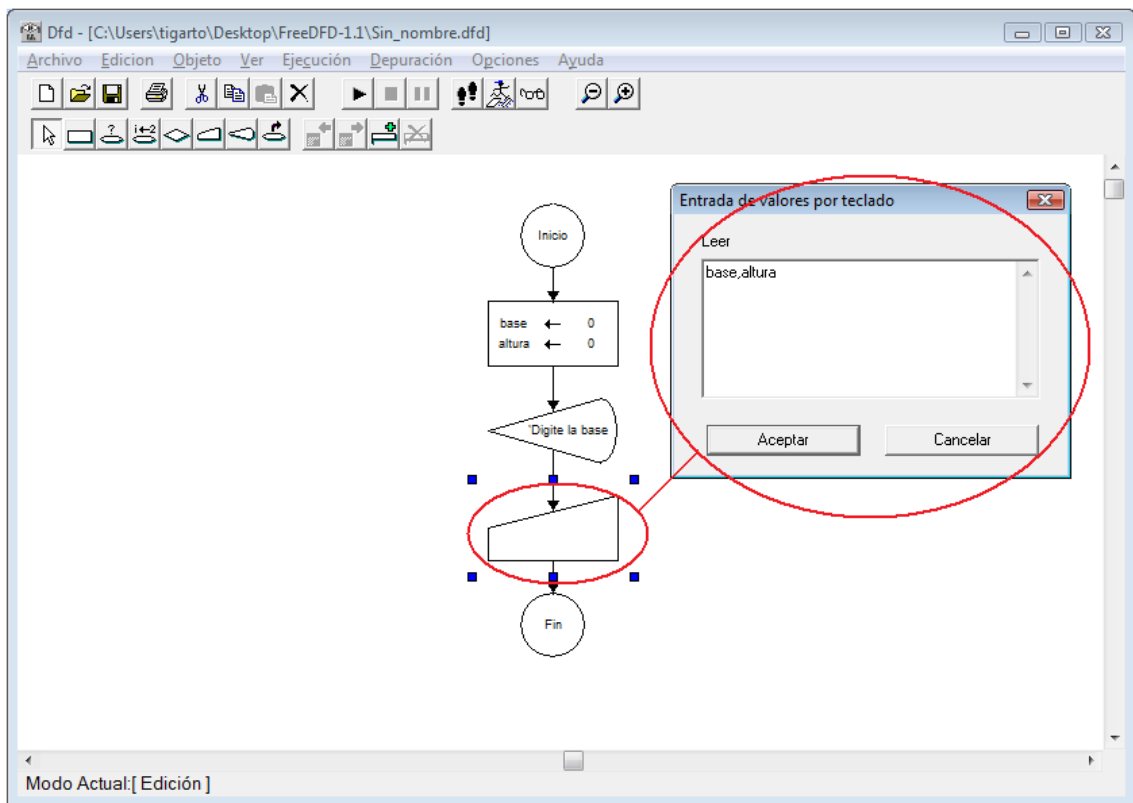 Dfd - [C:\Users\tigarto\Desktop\FreeDFD-1.1\Sin_nombre.dfd]
Archivo Edicion Objeto Ver Ejecución Depuración Opciones Ayuda
Inicio
base ← 0
altura ← 0
'Digite la base
Fin
Entrada de valores por teclado
Leer
base,altura
Aceptar Cancelar
Modo Actual:[ Edición ]